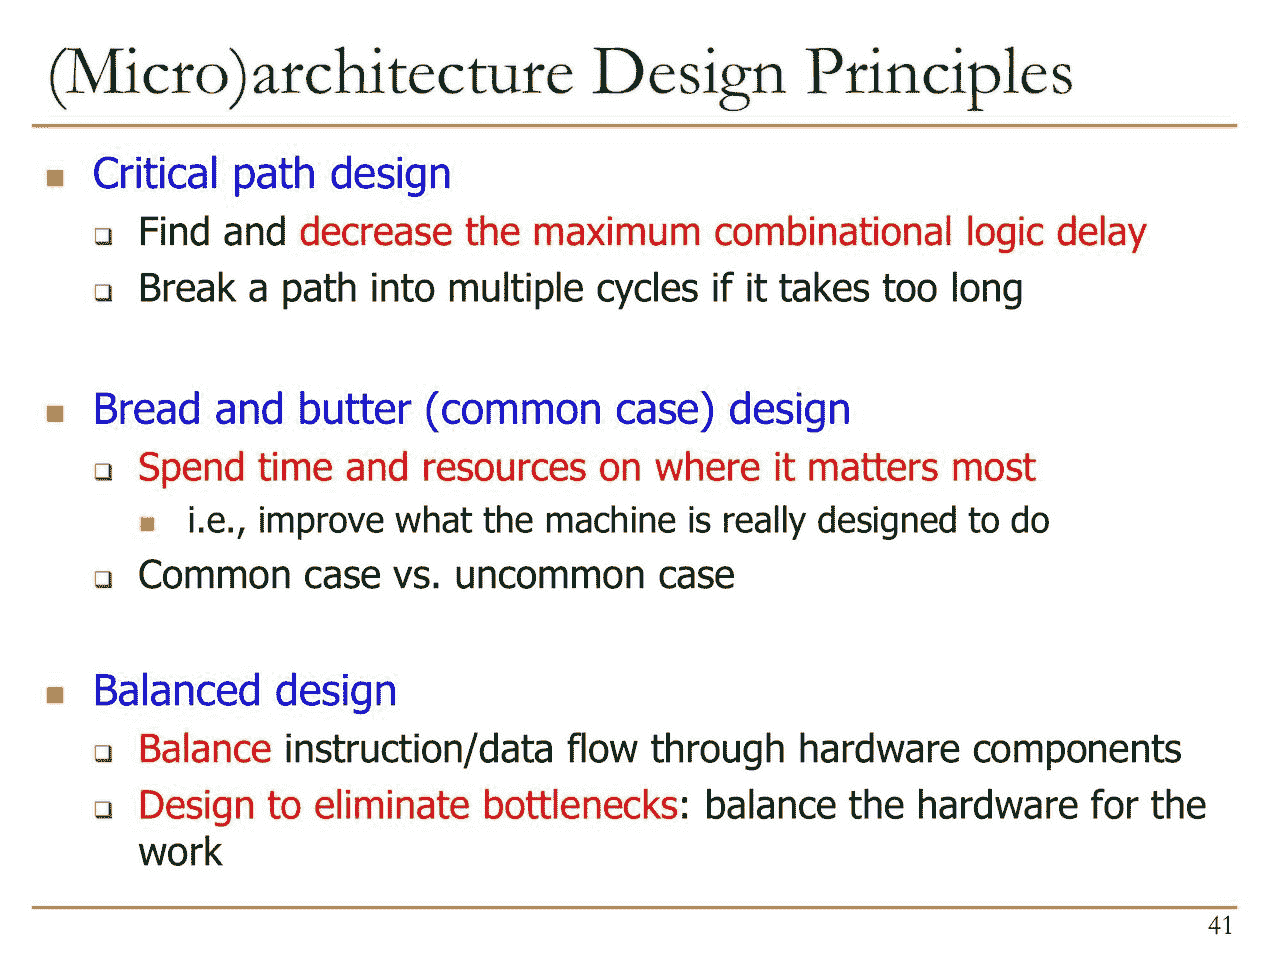 (Micro)architecture Design Principles
Critical path design
Find and decrease the maximum combinational logic delay
Break a path into multiple cycles if it takes too long
Bread and butter (common case) design
Spend time and resources on where it matters most
i.e., improve what the machine is really designed to do
Common case vs. uncommon case
Balanced design
Balance instruction/data flow through hardware components
Design to eliminate bottlenecks: balance the hardware for the
work
41